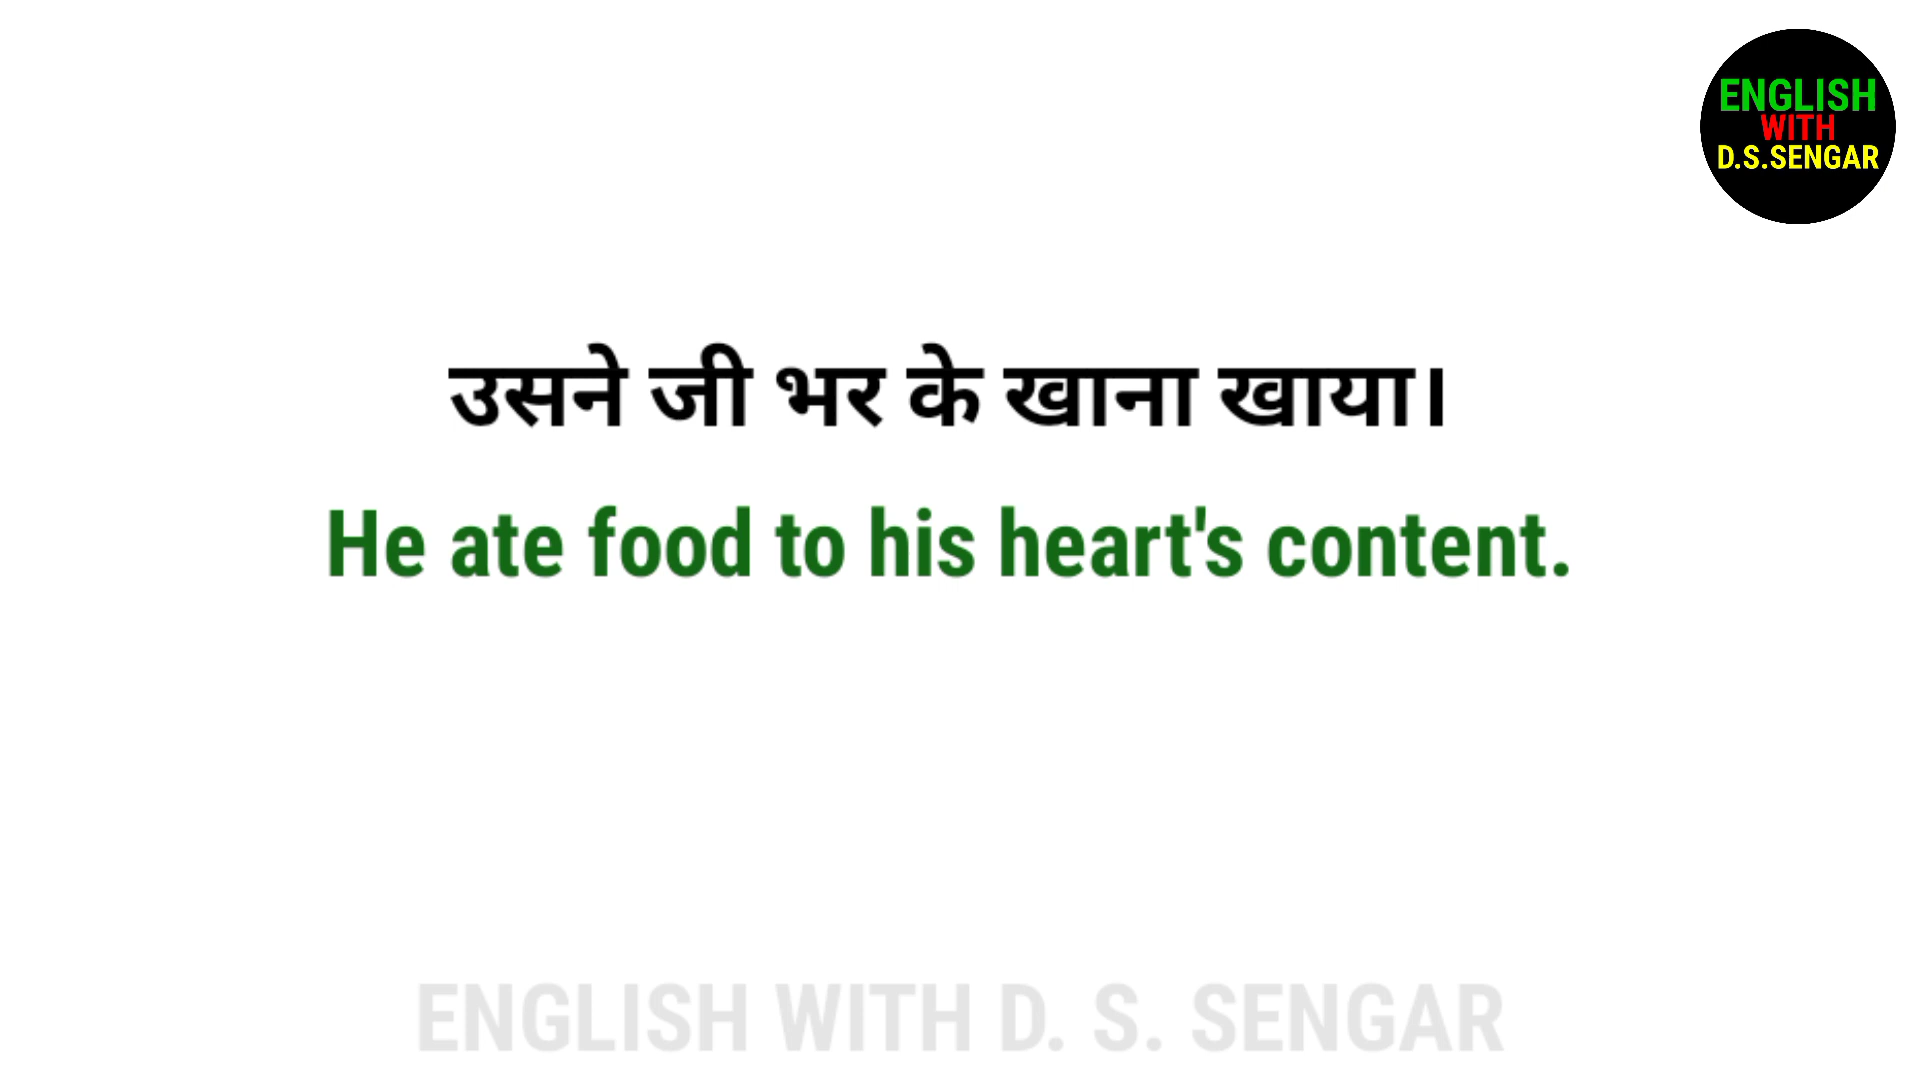 ENGLISH
WITH
D.S.SENGAR
उसने जी भर के खाना खाया।
He ate food to his heart's content.
ENGLISH WITH D. S. SENGAR